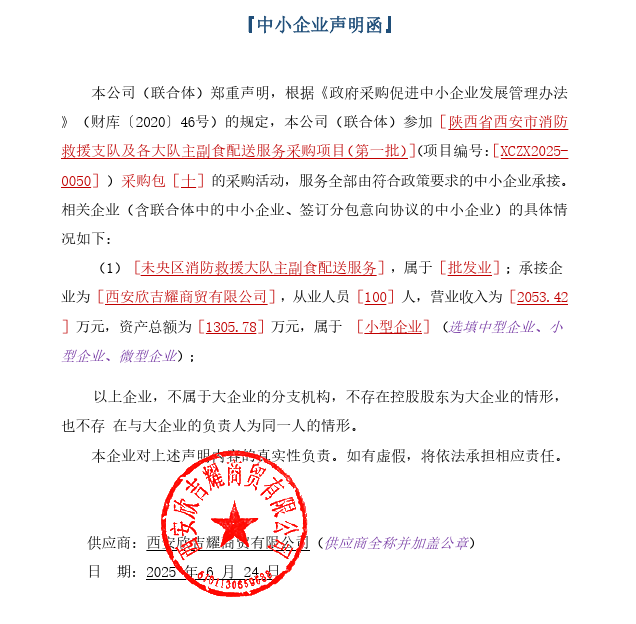 『中小企业声明函』
本公司（联合体）郑重声明，根据《政府采购促进中小企业发展管理办法
》（财库〔2020〕46号）的规定，本公司（联合体）参加［陕西省西安市消防
救援支队及各大队主副食配送服务采购项目(第一批)](项目编号:［XCZX2025-
0050］）采购包［十］的采购活动，服务全部由符合政策要求的中小企业承接。
相关企业（含联合体中的中小企业、签订分包意向协议的中小企业）的具体情
况如下：
（1）［未央区消防救援大队主副食配送服务］，属于［批发业］；承接企
业为［西安欣吉耀商贸有限公司］，从业人员［100］人，营业收入为［2053.42
］万元，资产总额为［1305.78］万元，属于 ［小型企业］（选填中型企业、小
型企业、微型企业）；
以上企业，不属于大企业的分支机构，不存在控股股东为大企业的情形，
也不存 在与大企业的负责人为同一人的情形。
本企业对上述声明内容的真实性负责。如有虚假，将依法承担相应责任。
西安欣吉耀商贸有限公司
供应商：西安欣吉耀商贸有限公司（供应商全称并加盖公章）
日 期：2025 年 6 月 24 日